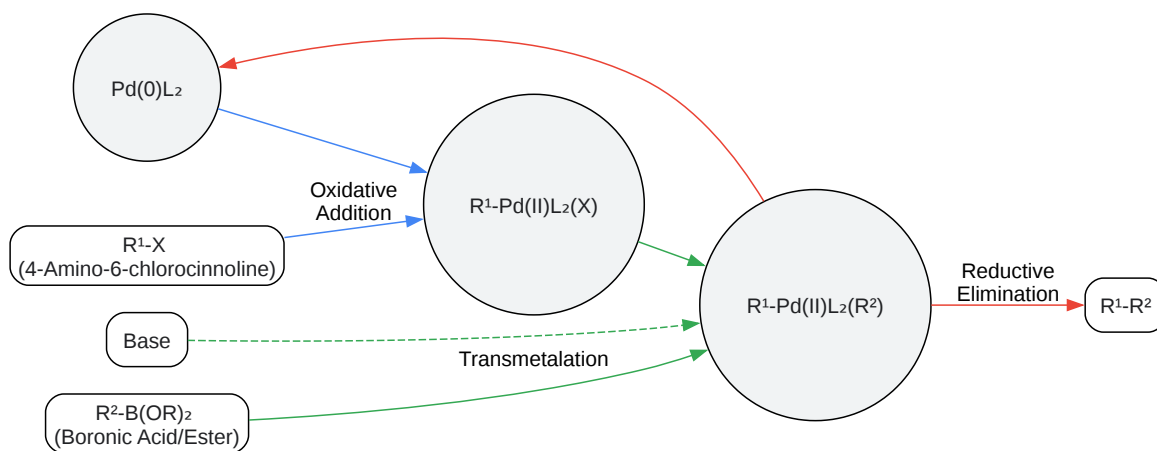 Pd(0)L₂
Oxidative
Addition
R¹-Pd(II)L₂(X)
R¹-X
(4-Amino-6-chlorocinnoline)
R¹-Pd(II)L₂(R²)
Reductive
Elimination
R¹-R²
Base
Transmetalation
R²-B(OR)₂
(Boronic Acid/Ester)